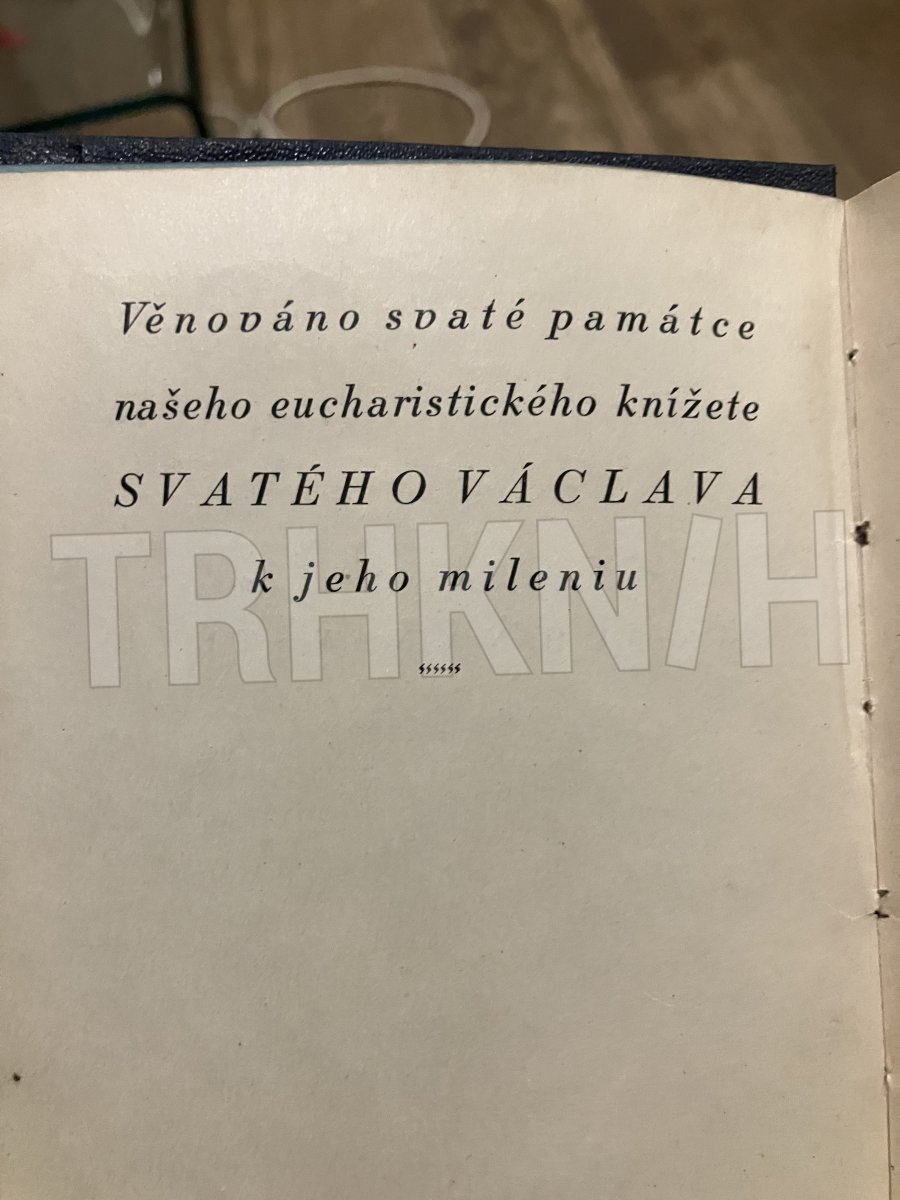 Věnováno svaté památce
našeho eucharistického knížete
SVATÉHO VÁCLAVA
k jeho mileniu
TRHKNIH